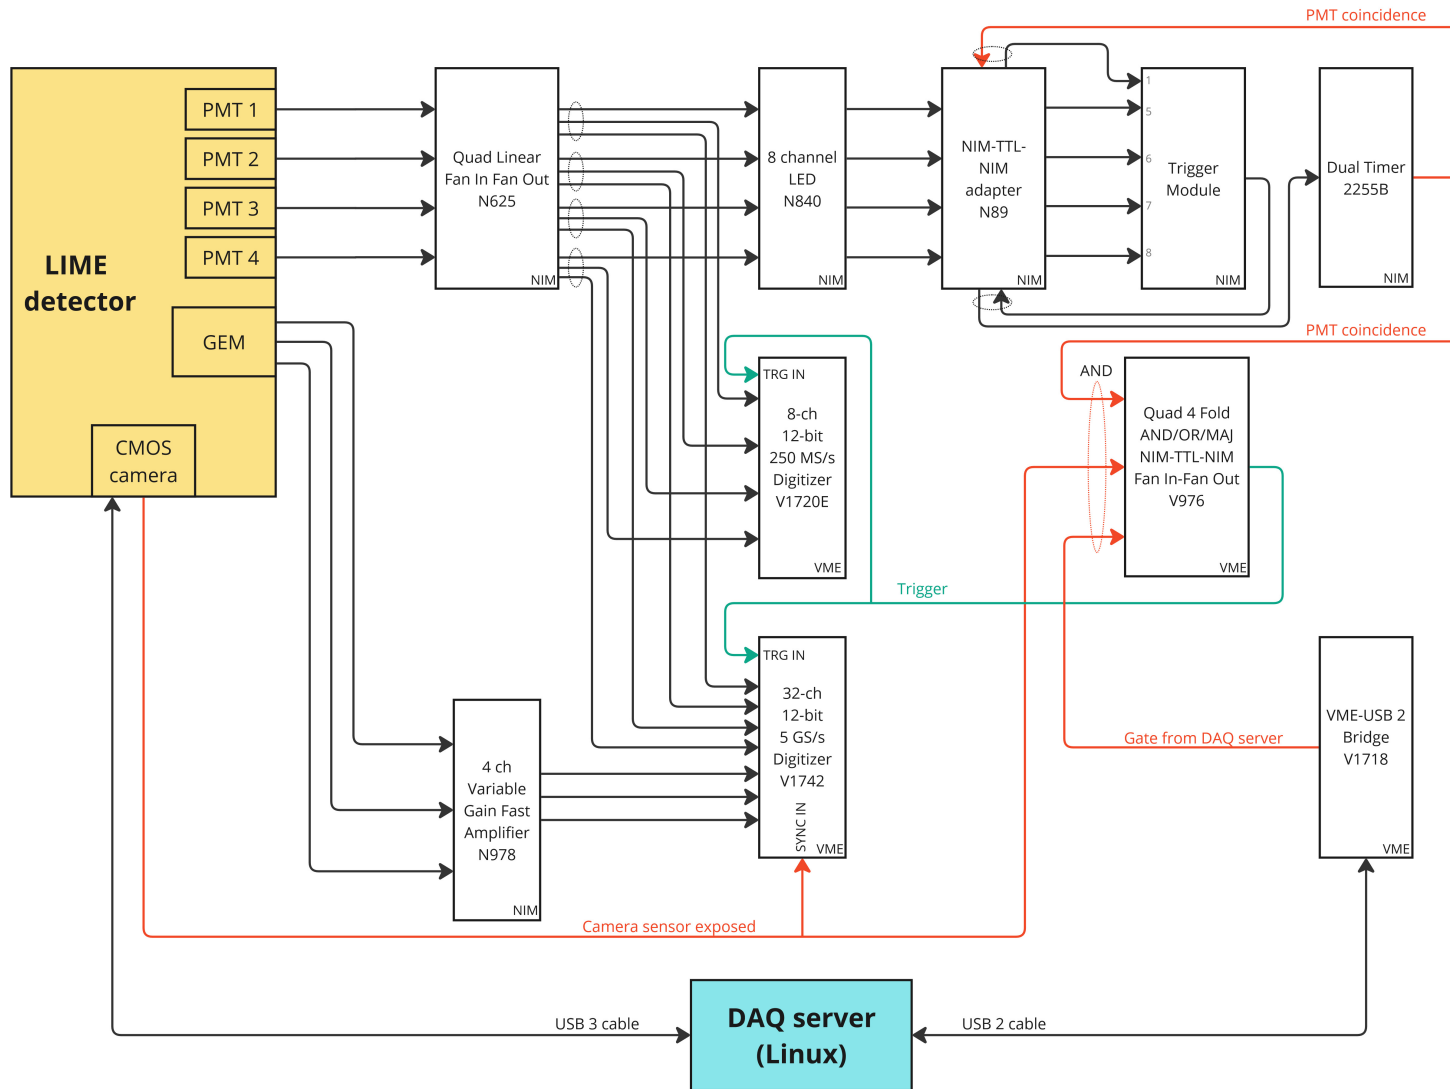 PMT coincidence
PMT 1
PMT 2
PMT 3
PMT 4
LIME
detector
GEM
CMOS
camera
Quad Linear
Fan In Fan Out
N625
NIM
8 channel
LED
N840
NIM
NIM-TTL-
NIM
adapter
N89
NIM
1
5
6
7
8
Trigger
Module
NIM
Dual Timer
2255B
NIM
PMT coincidence
TRG IN
8-ch
12-bit
250 MS/s
Digitizer
V1720E
VME
AND
Quad 4 Fold
AND/OR/MAJ
NIM-TTL-NIM
Fan In-Fan Out
V976
VME
Trigger
TRG IN
32-ch
12-bit
5 GS/s
Digitizer
V1742
SYNC IN
VME
4 ch
Variable
Gain Fast
Amplifier
N978
NIM
Gate from DAQ server
VME-USB 2
Bridge
V1718
VME
Camera sensor exposed
USB 3 cable
DAQ server
(Linux)
USB 2 cable